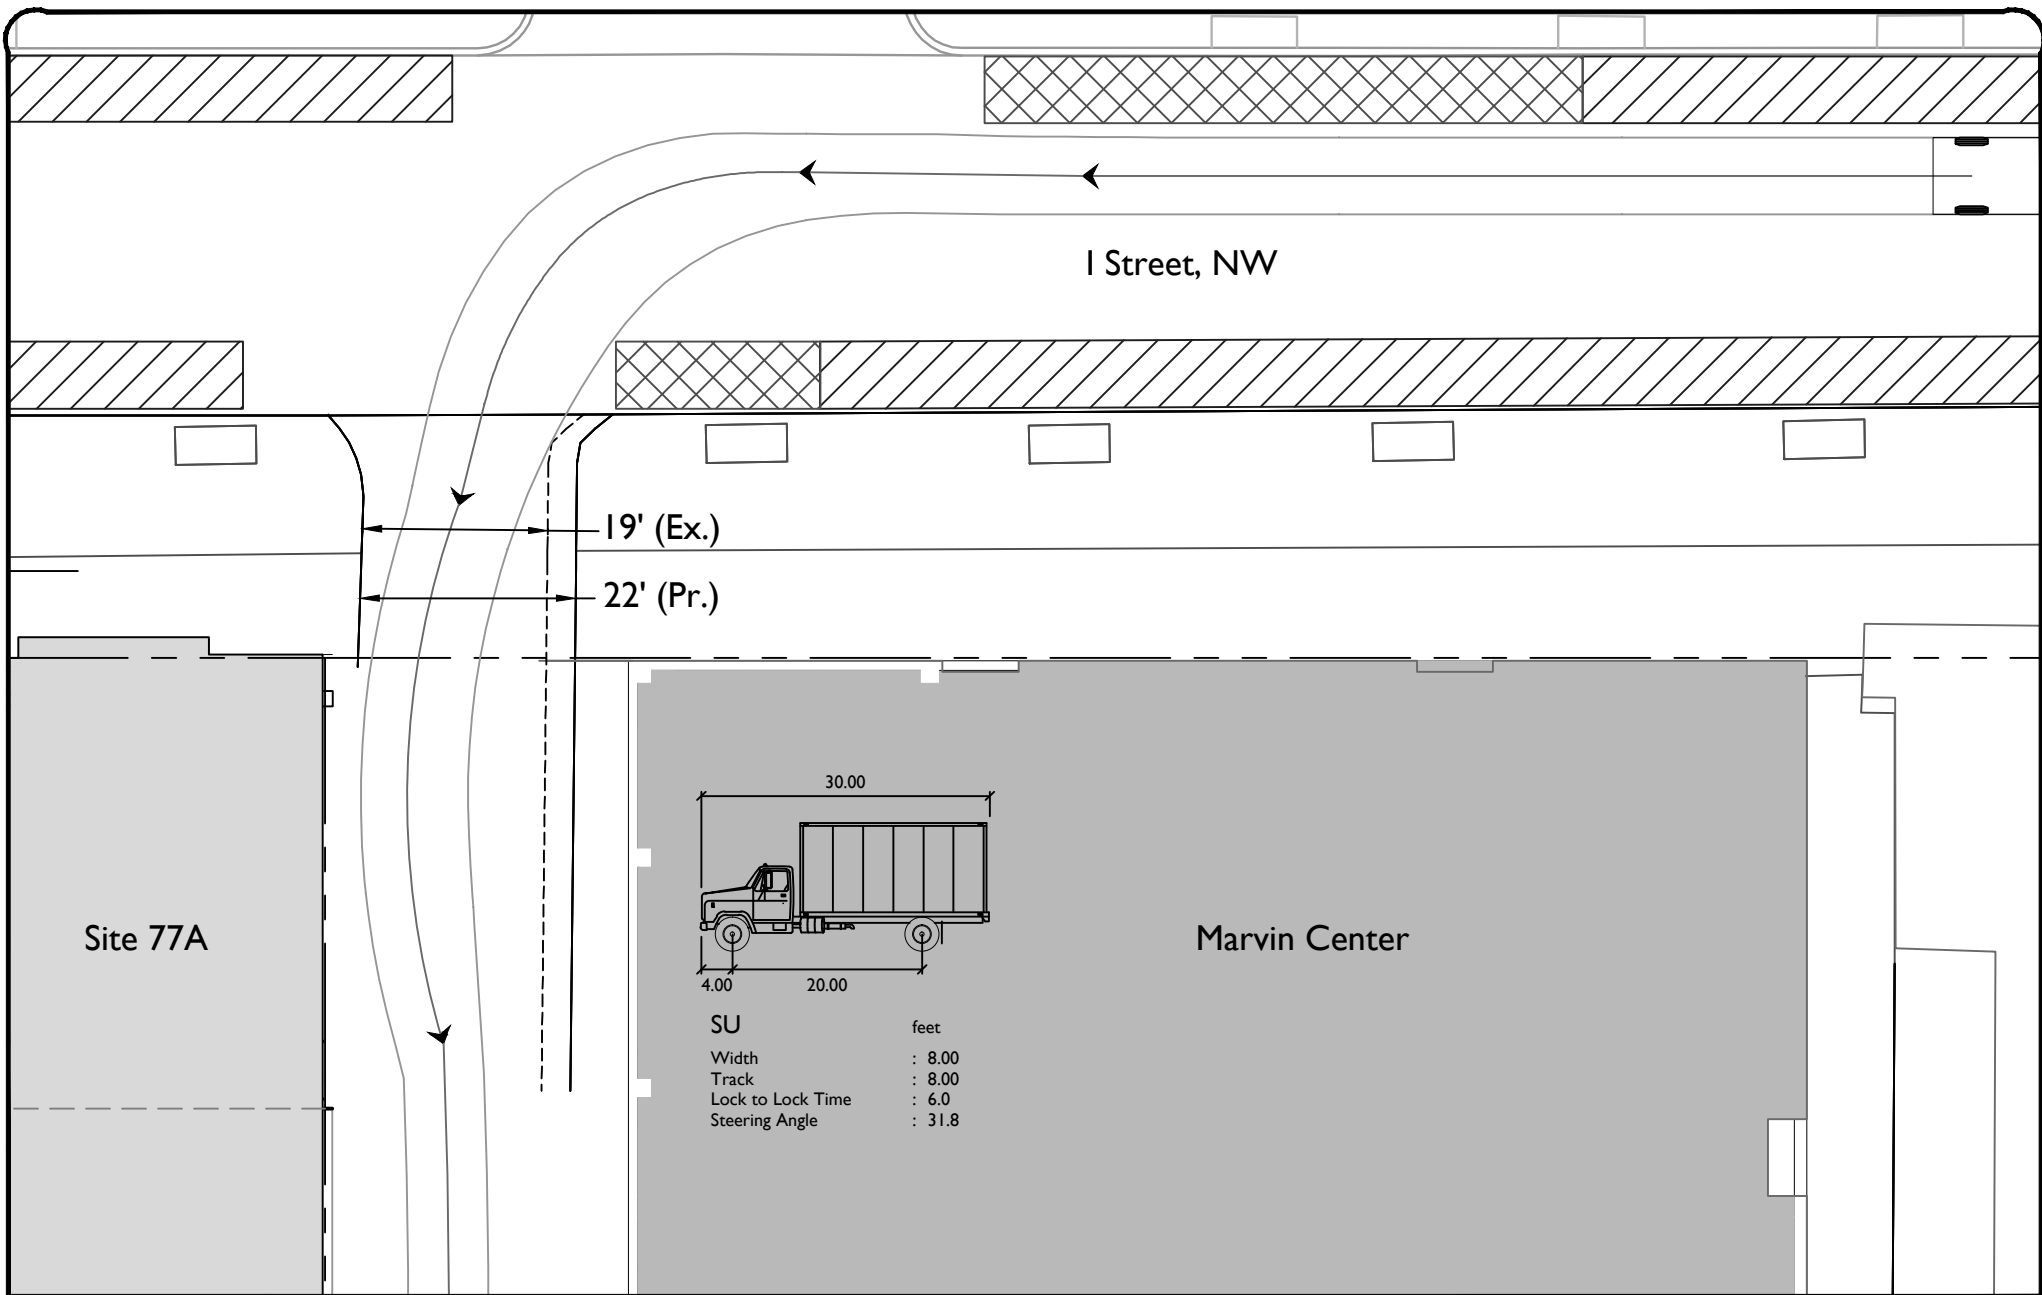 I Street, NW
19' (Ex.)
22' (Pr.)
30.00
Site 77A
Marvin Center
4.00 20.00
SU feet
Width : 8.00
Track : 8.00
Lock to Lock Time : 6.0
Steering Angle : 31.8